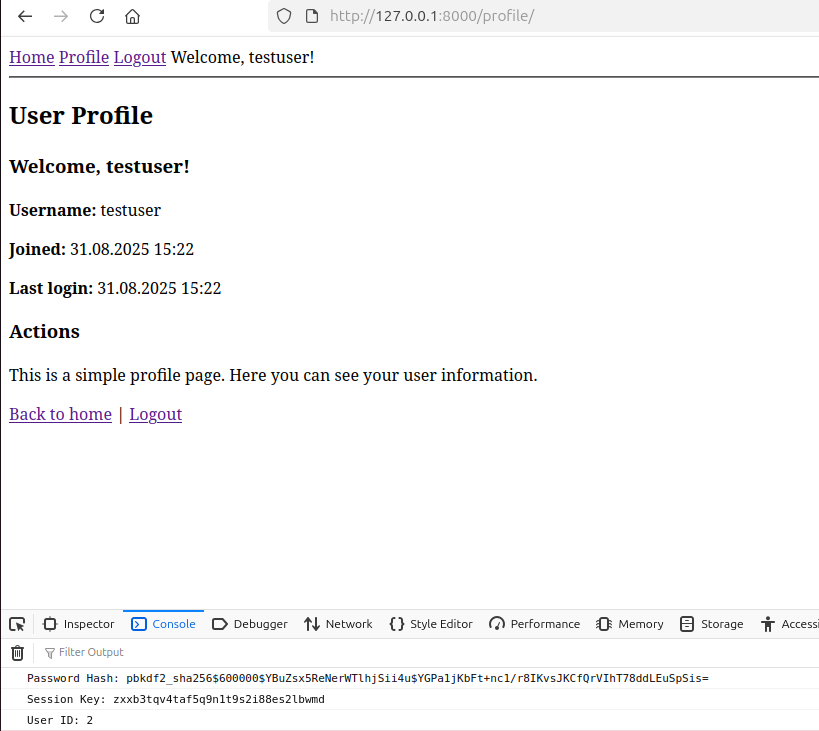 http://127.0.0.1:8000/profile/
Home Profile Logout Welcome, testuser!
User Profile
Welcome, testuser!
Username: testuser
Joined: 31.08.2025 15:22
Last login: 31.08.2025 15:22
Actions
This is a simple profile page. Here you can see your user information.
Back to home | Logout
Inspector Console Debugger Network Style Editor Performance Memory Storage Accessi
Filter Output
Password Hash: pbkdf2_sha256$600000$YBuZsx5ReNerWTlhjSii4u$YGPa1jKbFt+nc1/r8IKvsJKCfQrVIhT78ddLEuSpSis=
Session Key: zxxb3tqv4taf5q9n1t9s2i88es2lbwmd
User ID: 2